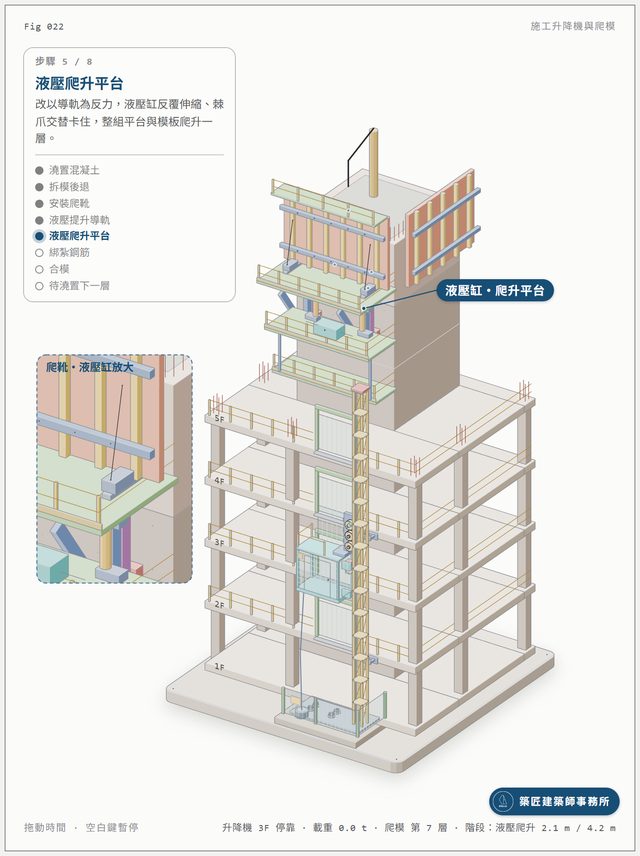 Fig 022
施工升降機與爬模
步驟 5 / 8
液壓爬升平台
改以導軌為反力，液壓缸反覆伸縮、棘
爪交替卡住，整組平台與模板爬升一
層。
澆置混凝土
拆模後退
安裝爬靴
液壓提升導軌
液壓爬升平台
綁紮鋼筋
合模
待澆置下一層
液壓缸・爬升平台
爬靴・液壓缸放大
5F
4F
3F
2F
1F
築匠建築師事務所
拖動時間 · 空白鍵暫停
升降機 3F 停靠 · 載重 0.0 t · 爬模 第 7 層 · 階段：液壓爬升 2.1 m / 4.2 m